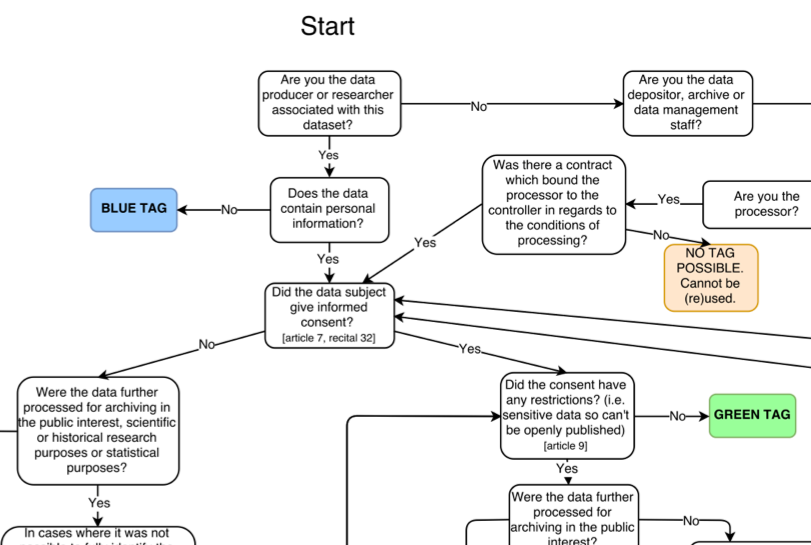 Start
Are you the data
producer or researcher
associated with this
dataset?
No
Are you the data
depositor, archive or
data management
staff?
Yes
Was there a contract
which bound the
processor to the
controller in regards to
the conditions of
processing?
Yes
Are you the
processor?
No
NO TAG
POSSIBLE.
Cannot be
(re)used.
Does the data
contain personal
information?
No
BLUE TAG
Yes
Yes
Did the data subject
give informed
consent?
[article 7, recital 32]
No
Yes
Were the data further
processed for archiving in
the public interest, scientific
or historical research
purposes or statistical
purposes?
Did the consent have
any restrictions? (i.e.
sensitive data so can't
be openly published)
[article 9]
No
GREEN TAG
Yes
Yes
In cases where it was not
Were the data further
processed for
archiving in the public
interest?
No